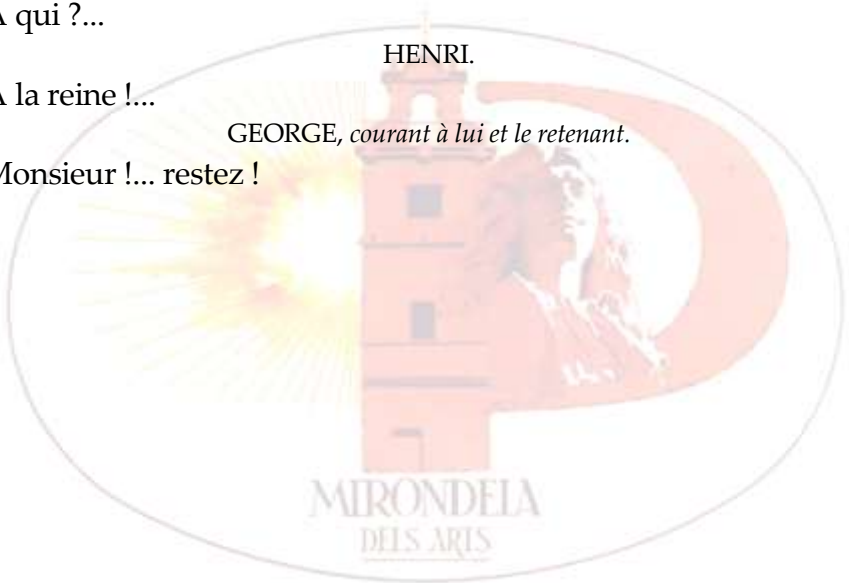 À qui ?...
HENRI.
À la reine !...
GEORGE, courant à lui et le retenant.
Monsieur !... restez !
MIRONDELA
DELS ARTS